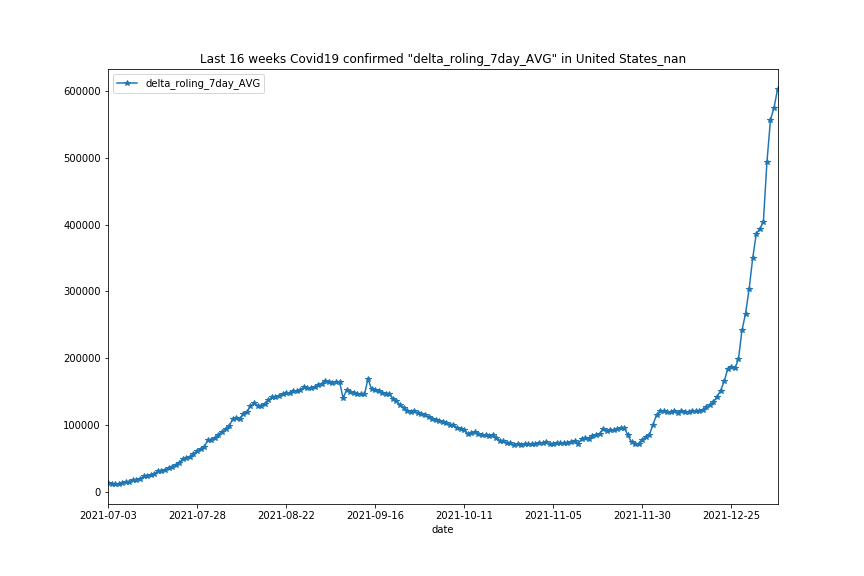 Last 16 weeks Covid19 confirmed "delta_roling_7day_AVG" in United States_nan
delta_roling_7day_AVG
600000
500000
400000
300000
200000
100000
0
2021-07-03 2021-07-28 2021-08-22 2021-09-16 2021-10-11 2021-11-05 2021-11-30 2021-12-25
date